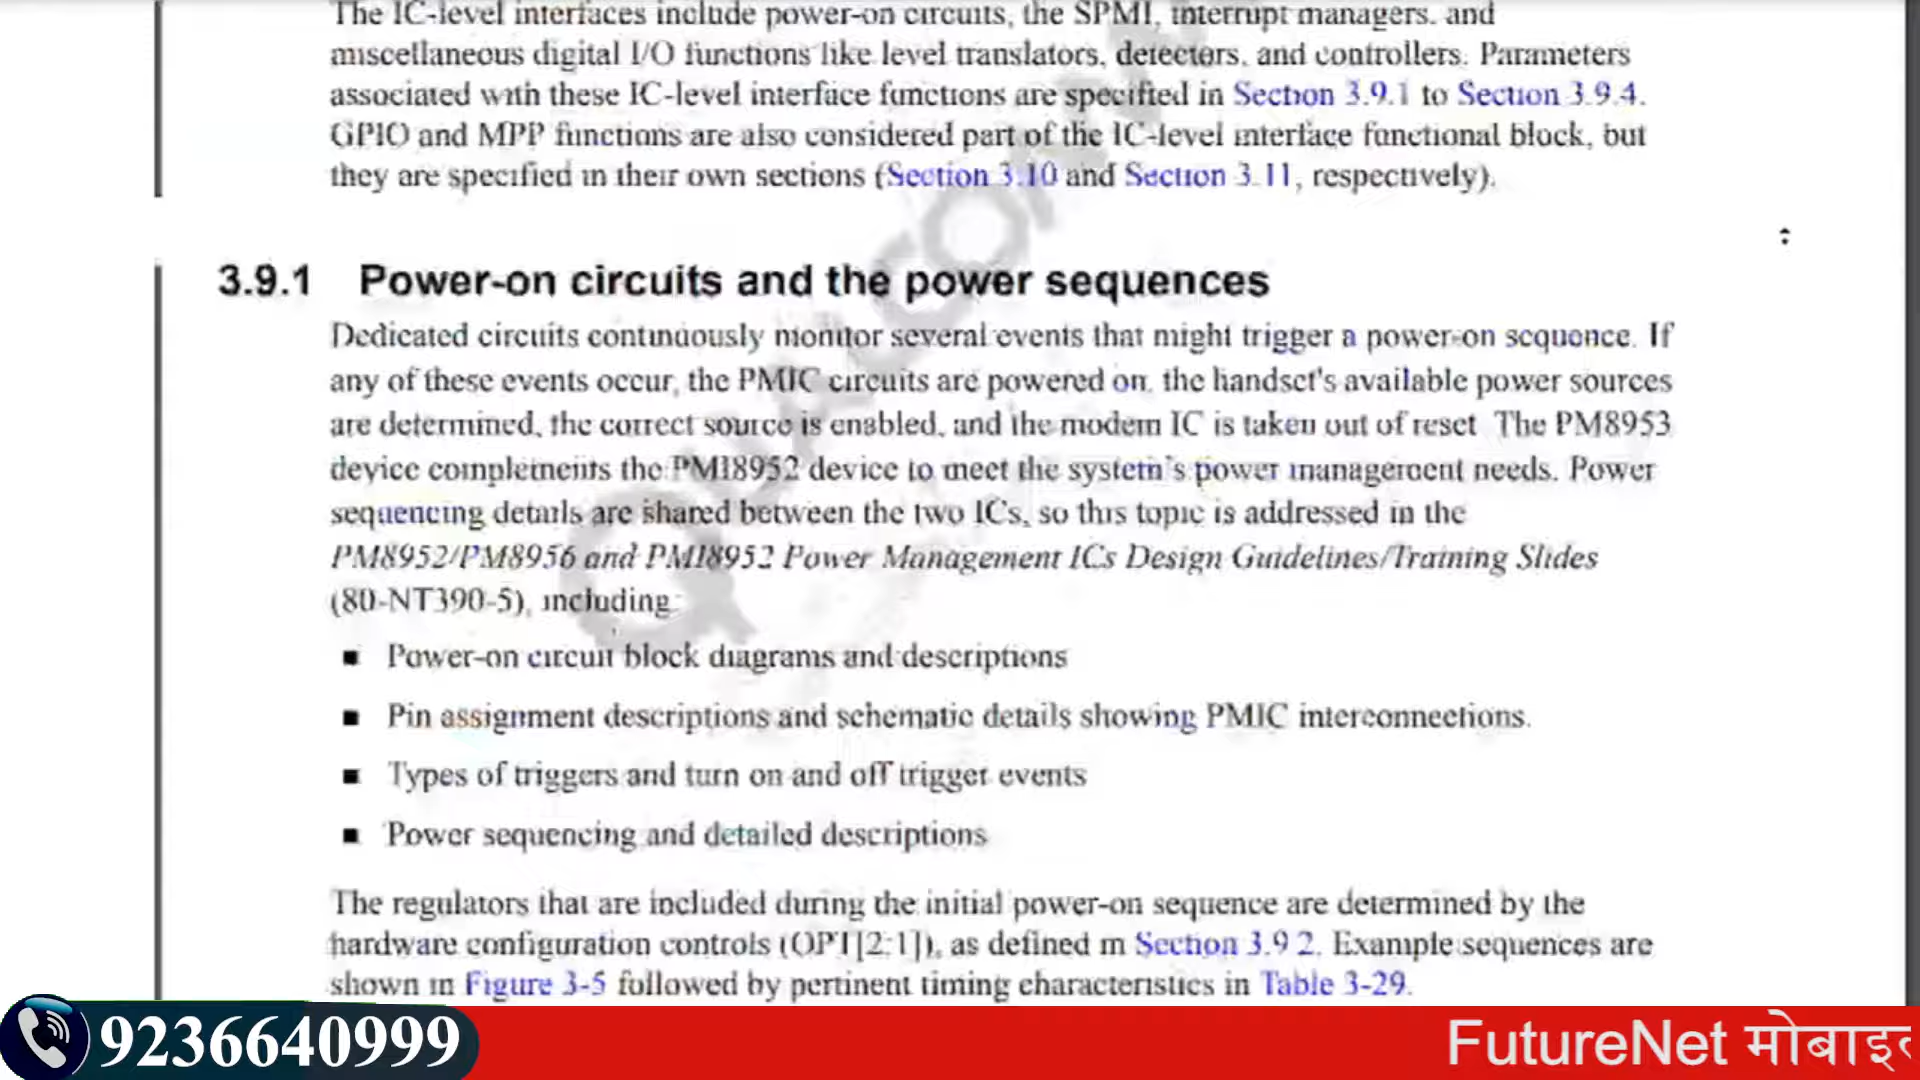 The IC-level interfaces include power-on circuits, the SPMI, interrupt managers, and
miscellaneous digital I/O functions like level translators, detectors, and controllers. Parameters
associated with these IC-level interface functions are specified in Section 3.9.1 to Section 3.9.4.
GPIO and MPP functions are also considered part of the IC-level interface functional block, but
they are specified in their own sections (Section 3.10 and Section 3.11, respectively).
3.9.1 Power-on circuits and the power sequences
Dedicated circuits continuously monitor several events that might trigger a power-on sequence. If
any of these events occur, the PMIC circuits are powered on, the handset's available power sources
are determined, the correct source is enabled, and the modem IC is taken out of reset. The PM8953
device complements the PMI8952 device to meet the system's power management needs. Power
sequencing details are shared between the two ICs, so this topic is addressed in the
PM8952/PM8956 and PMI8952 Power Management ICs Design Guidelines/Training Slides
(80-NT390-5), including:
■ Power-on circuit block diagrams and descriptions
■ Pin assignment descriptions and schematic details showing PMIC interconnections.
■ Types of triggers and turn on and off trigger events
■ Power sequencing and detailed descriptions
The regulators that are included during the initial power-on sequence are determined by the
hardware configuration controls (OPT[2:1]), as defined in Section 3.9.2. Example sequences are
shown in Figure 3-5 followed by pertinent timing characteristics in Table 3-29.
9236640999
FutureNet मोबाइल